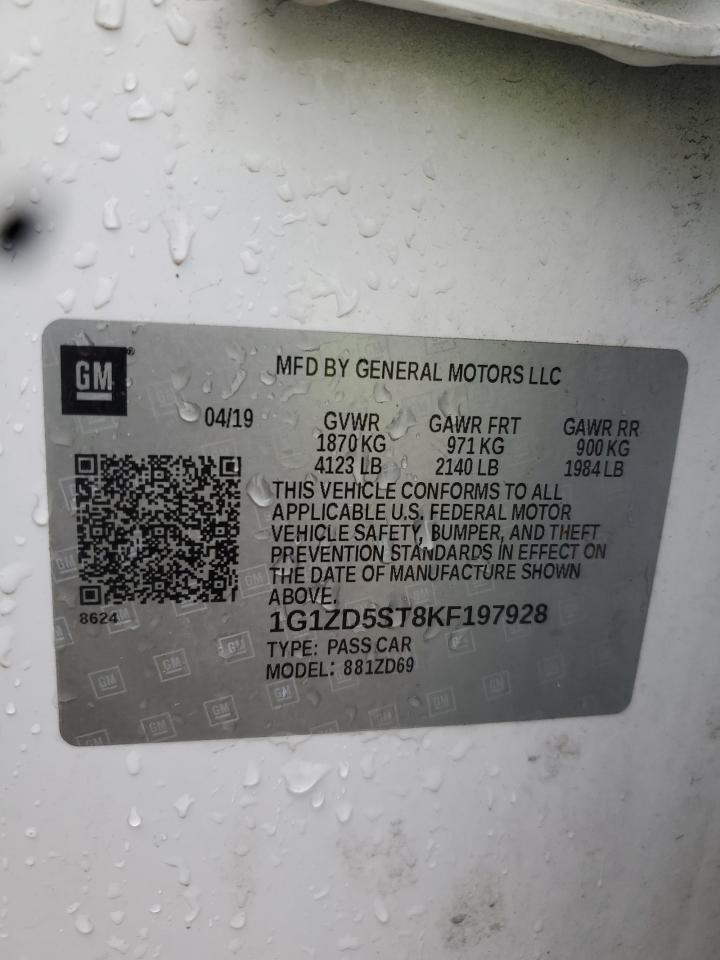 GM
MFD BY GENERAL MOTORS LLC
04/19
GVWR
1870 KG
4123 LB
GAWR FRT
971 KG
2140 LB
GAWR RR
900 KG
1984 LB
THIS VEHICLE CONFORMS TO ALL
APPLICABLE U.S. FEDERAL MOTOR
VEHICLE SAFETY, BUMPER, AND THEFT
PREVENTION STANDARDS IN EFFECT ON
THE DATE OF MANUFACTURE SHOWN
ABOVE.
8624
1G1ZD5ST8KF197928
TYPE: PASS CAR
MODEL: 881ZD69